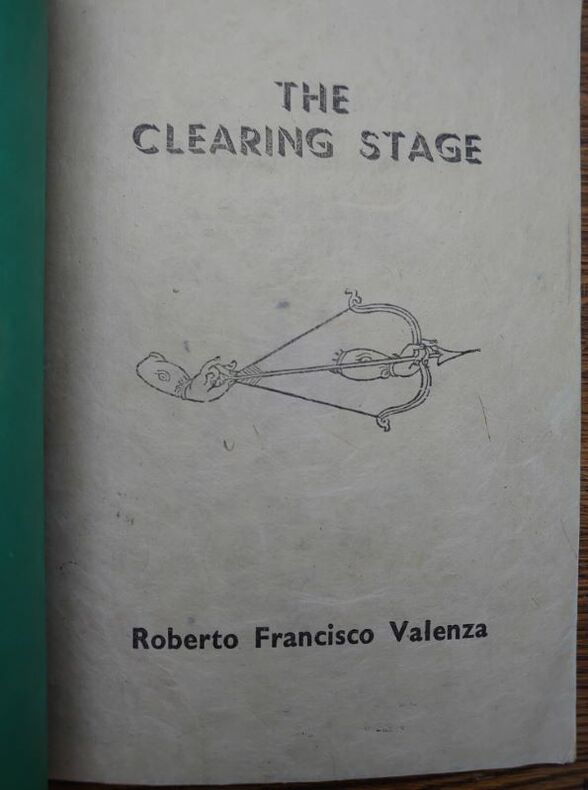 THE
CLEARING STAGE
Roberto Francisco Valenza